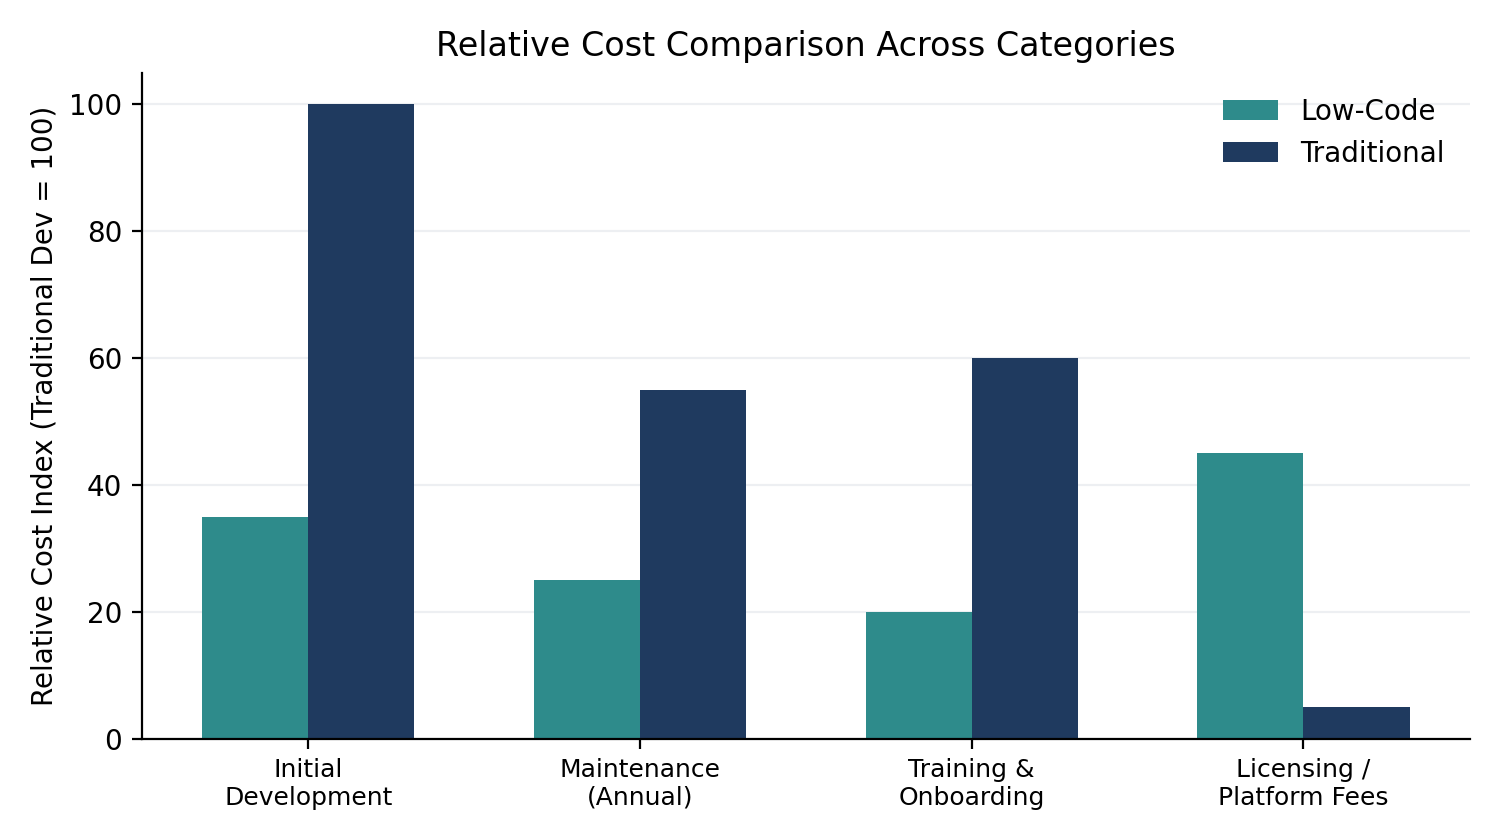 Relative Cost Comparison Across Categories
Relative Cost Index (Traditional Dev = 100)
100
80
60
40
20
0
Low-Code
Traditional
Initial
Development
Maintenance
(Annual)
Training &
Onboarding
Licensing /
Platform Fees